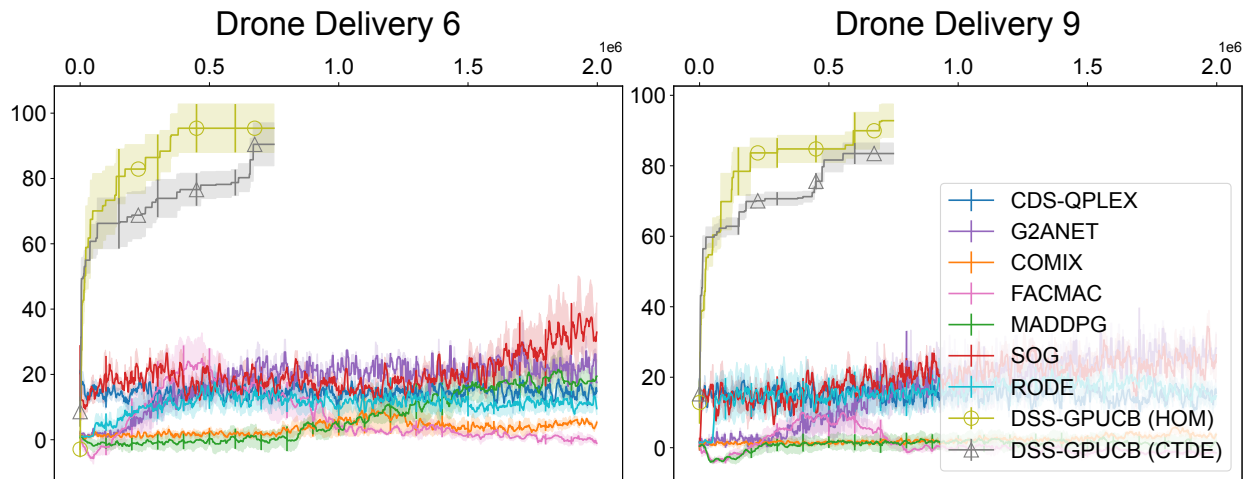 Drone Delivery 6
Drone Delivery 9
1e6
1e6
0.0 0.5 1.0 1.5 2.0
0.0 0.5 1.0 1.5 2.0
100
80
60
40
20
0
100
80
60
40
20
0
CDS-QPLEX
G2ANET
COMIX
FACMAC
MADDPG
SOG
RODE
DSS-GPUCB (HOM)
DSS-GPUCB (CTDE)